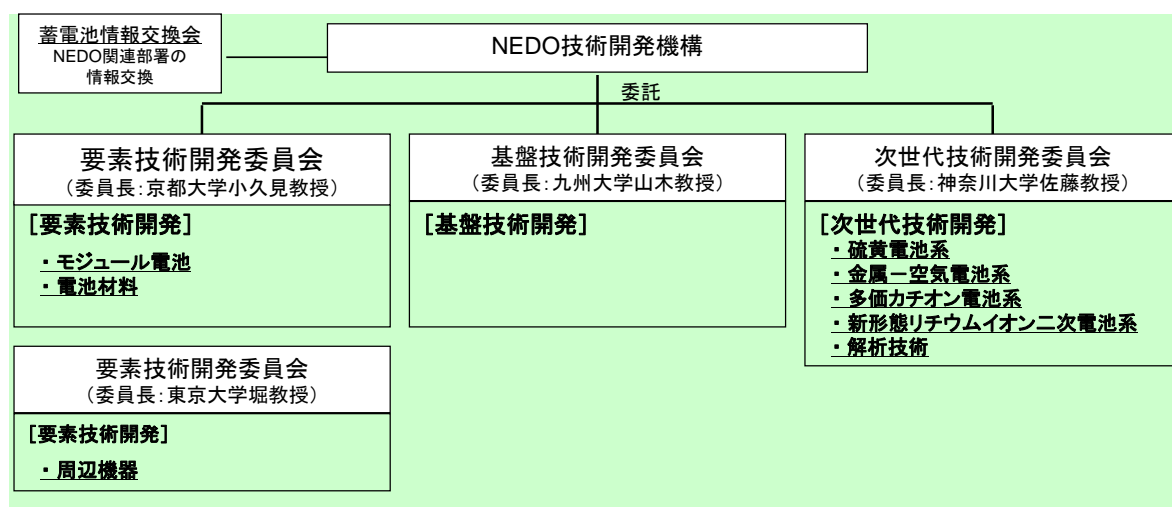 蓄電池情報交換会
NEDO関連部署の
情報交換
NEDO技術開発機構
委託
要素技術開発委員会
（委員長：京都大学小久見教授）
［要素技術開発］
・モジュール電池
・電池材料
基盤技術開発委員会
（委員長：九州大学山木教授）
［基盤技術開発］
次世代技術開発委員会
（委員長：神奈川大学佐藤教授）
［次世代技術開発］
・硫黄電池系
・金属－空気電池系
・多価カチオン電池系
・新形態リチウムイオン二次電池系
・解析技術
要素技術開発委員会
（委員長：東京大学堀教授）
［要素技術開発］
・周辺機器